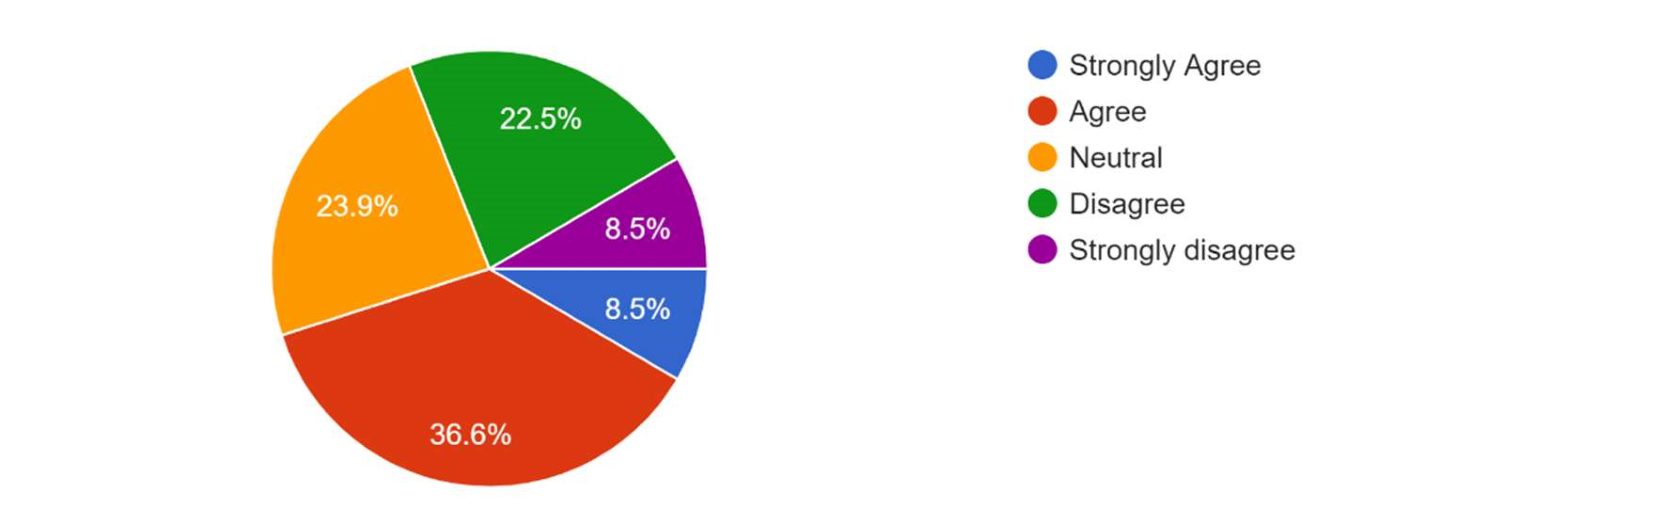 22.5%
23.9%
8.5%
8.5%
36.6%
Strongly Agree
Agree
Neutral
Disagree
Strongly disagree